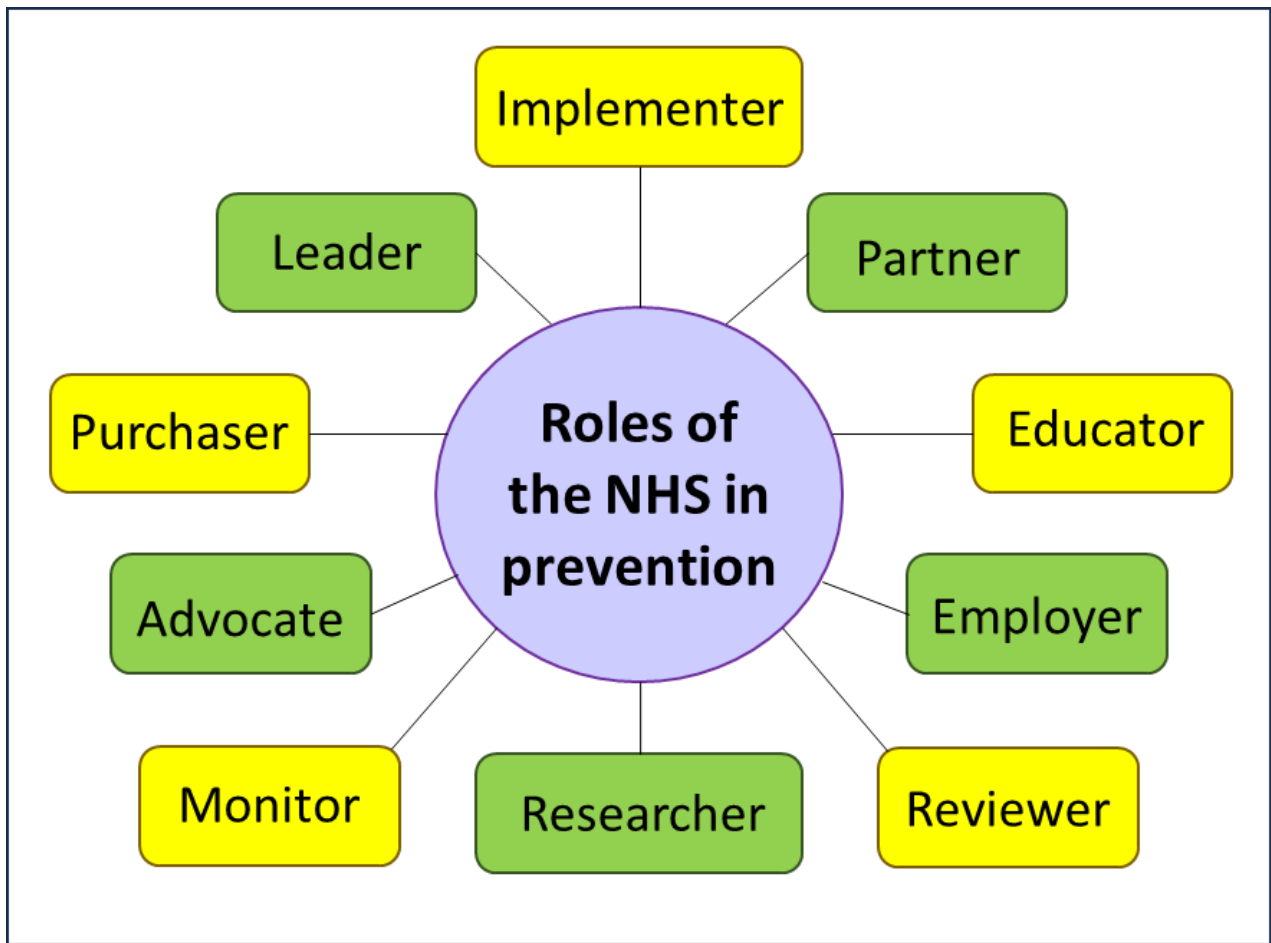 Implementer
Leader
Partner
Purchaser
Roles of
the NHS in
prevention
Educator
Advocate
Employer
Monitor
Researcher
Reviewer